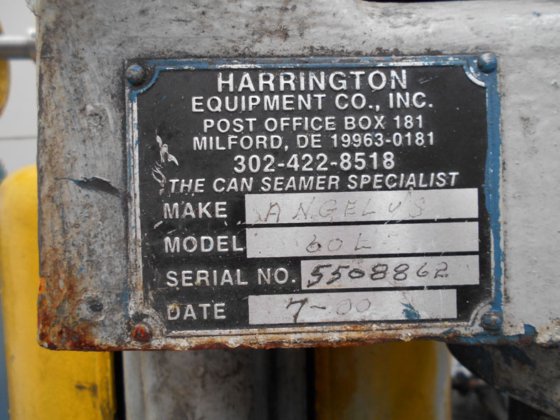 HARRINGTON
EQUIPMENT CO., INC.
POST OFFICE BOX 181
MILFORD, DE 19963-0181
302-422-8518
THE CAN SEAMER SPECIALIST
MAKE ANGELUS
MODEL 60L
SERIAL NO. 5508862
DATE 7-00